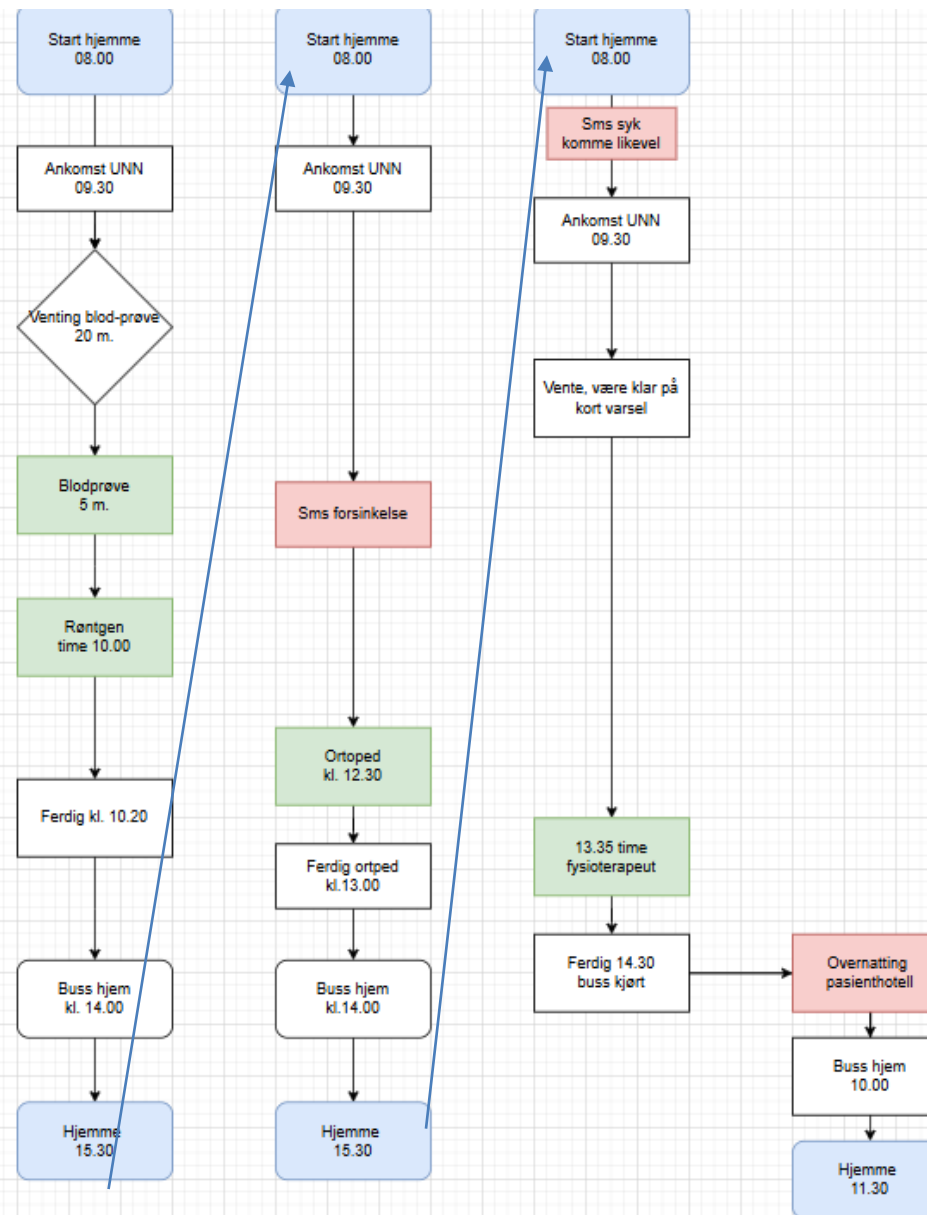 Start hjemme
08.00
Ankomst UNN
09.30
Venting blod-prøve
20 m.
Blodprøve
5 m.
Røntgen
time 10.00
Ferdig kl. 10.20
Buss hjem
kl. 14.00
Hjemme
15.30
Start hjemme
08.00
Ankomst UNN
09.30
Sms forsinkelse
Ortoped
kl. 12.30
Ferdig ortped
kl.13.00
Buss hjem
kl.14.00
Hjemme
15.30
Start hjemme
08.00
Sms syk
komme likevel
Ankomst UNN
09.30
Vente, være klar på
kort varsel
13.35 time
fysioterapeut
Ferdig 14.30
buss kjørt
Overnatting
pasienthotell
Buss hjem
10.00
Hjemme
11.30